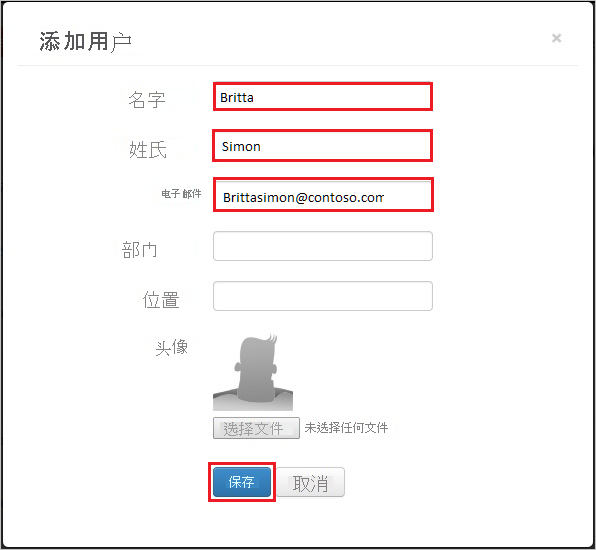 添加用户
×
名字 Britta
姓氏 Simon
电子邮件 Brittasimon@contoso.com
部门
位置
头像
选择文件 未选择任何文件
保存 取消